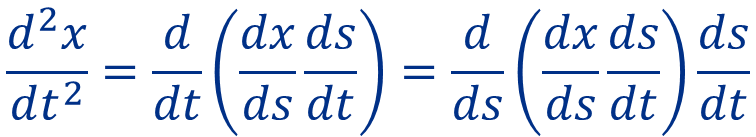 d²x/dt² = d/dt (dx/ds ds/dt) = d/ds (dx/ds ds/dt) ds/dt